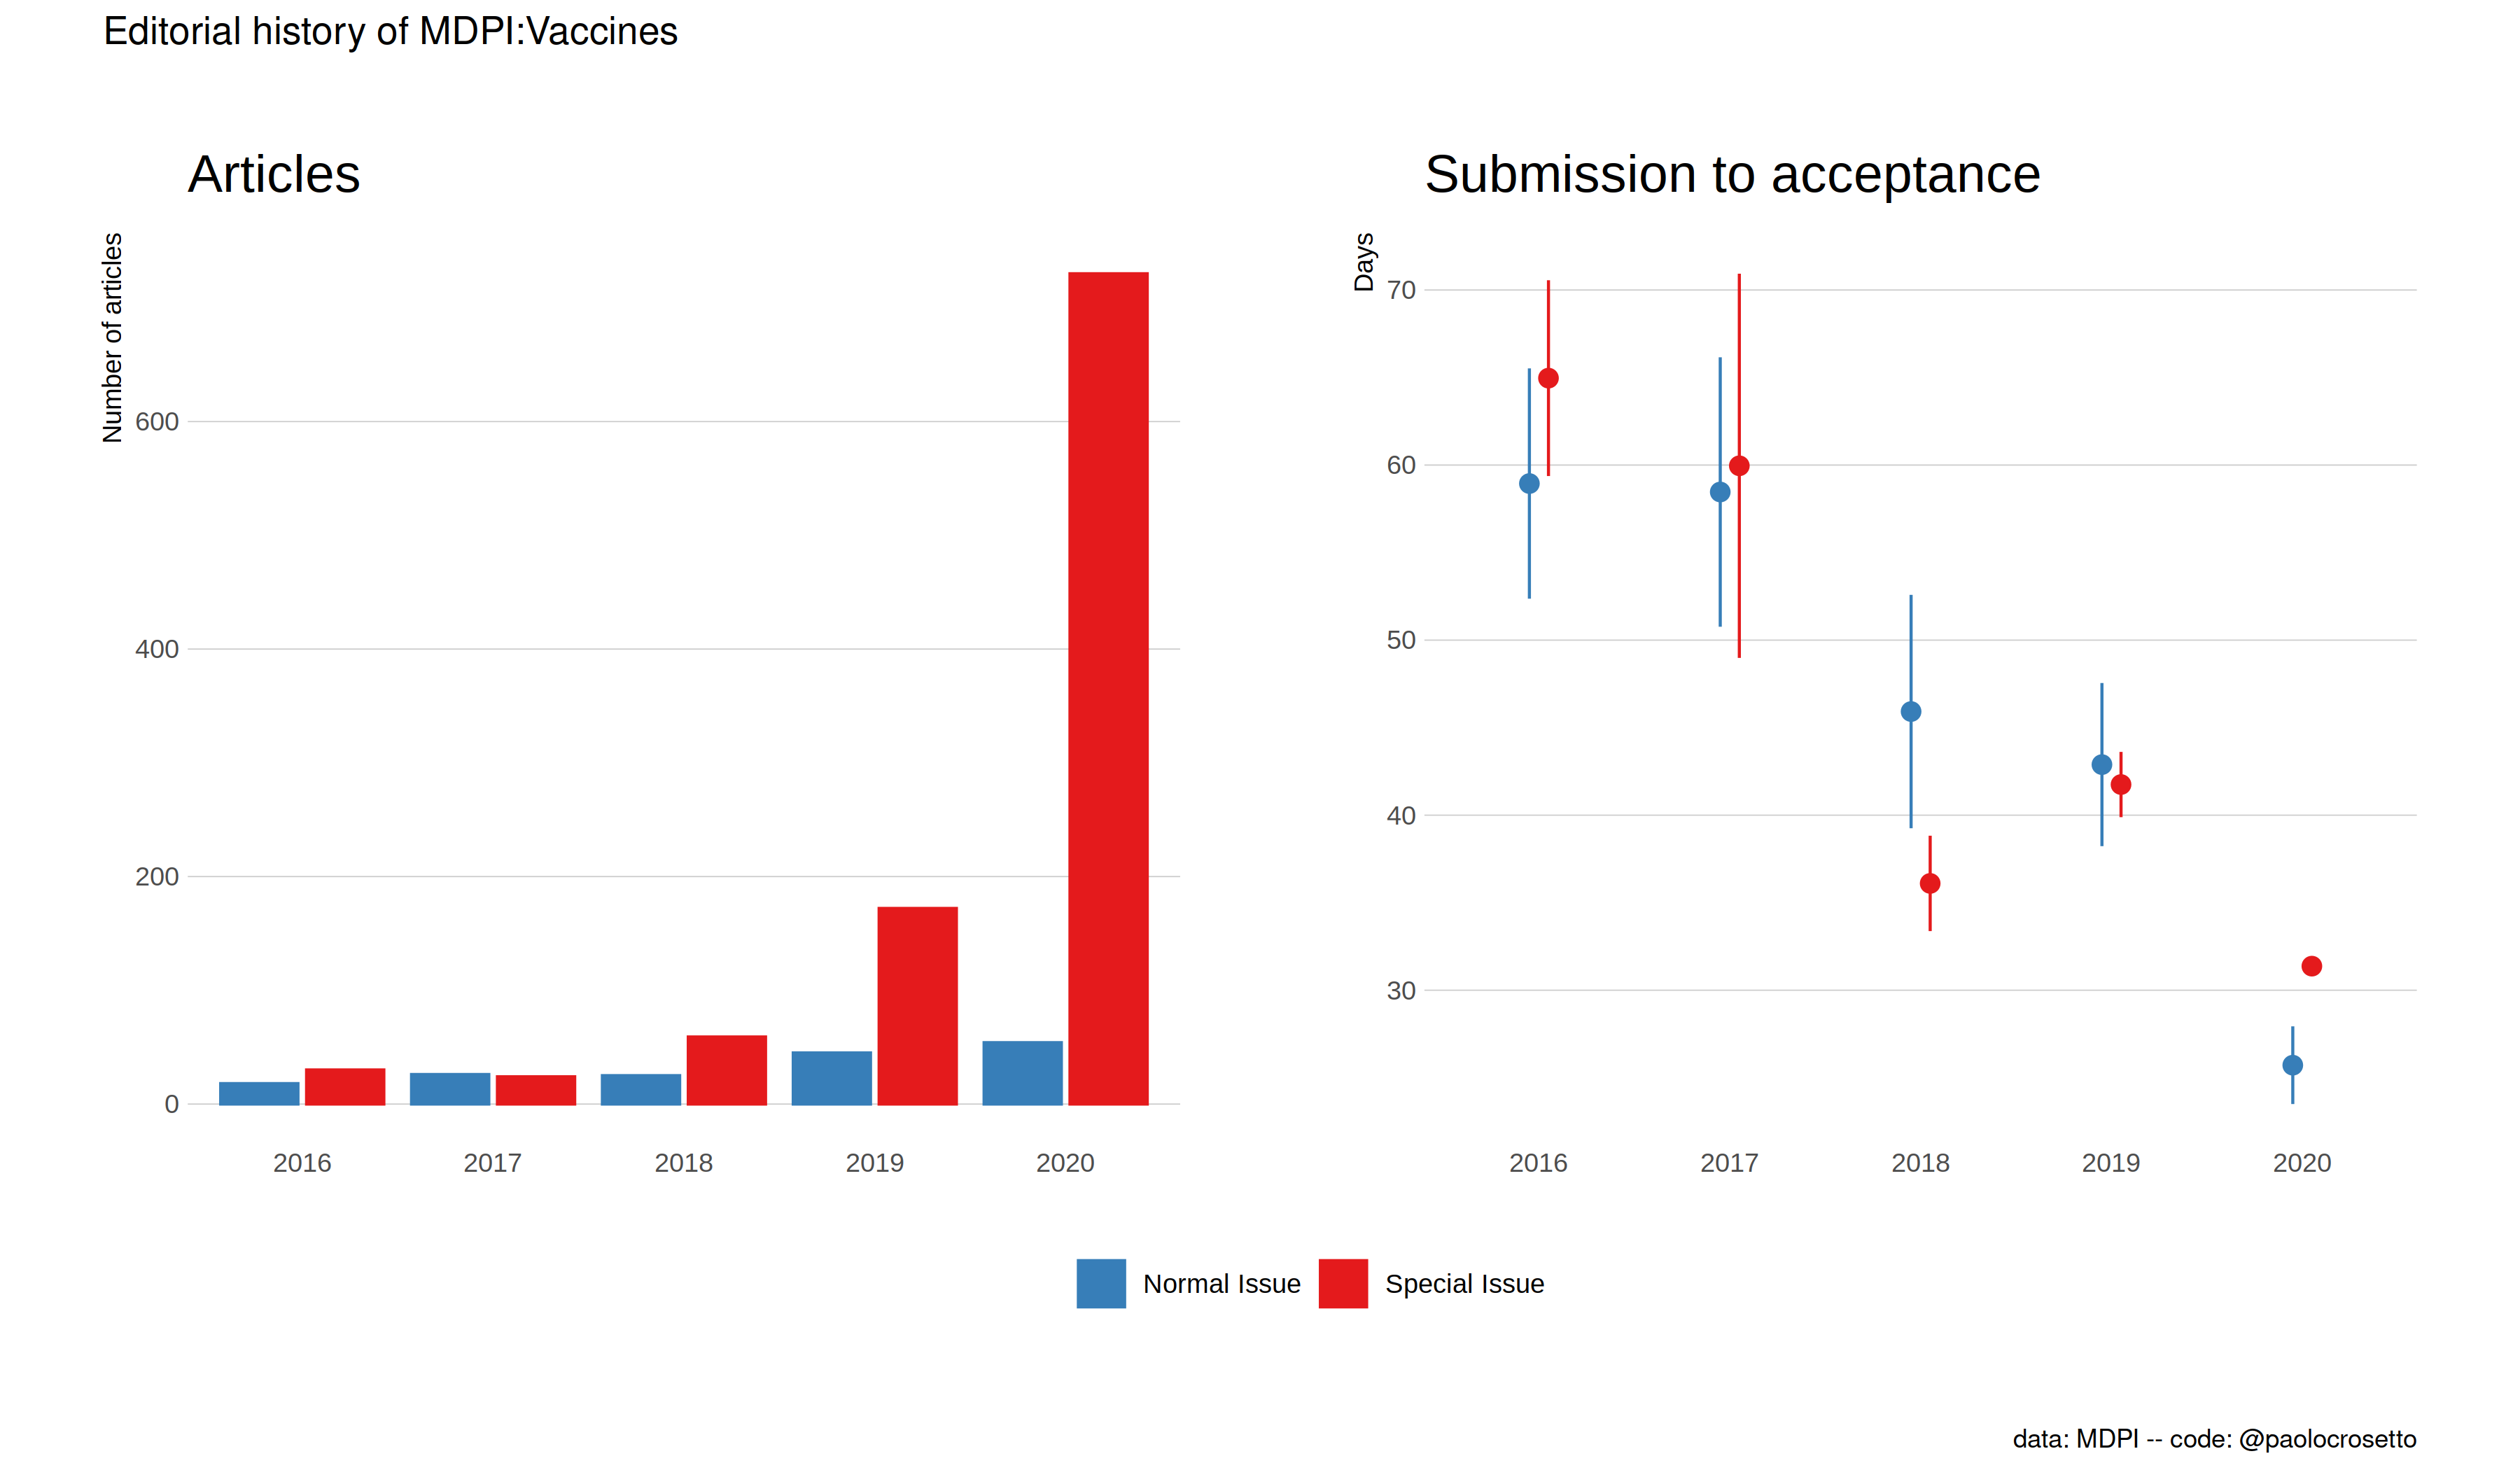 Editorial history of MDPI:Vaccines
Articles
Number of articles
600
400
200
0
2016 2017 2018 2019 2020
Submission to acceptance
Days
70
60
50
40
30
2016 2017 2018 2019 2020
Normal Issue Special Issue
data: MDPI -- code: @paolocrosetto